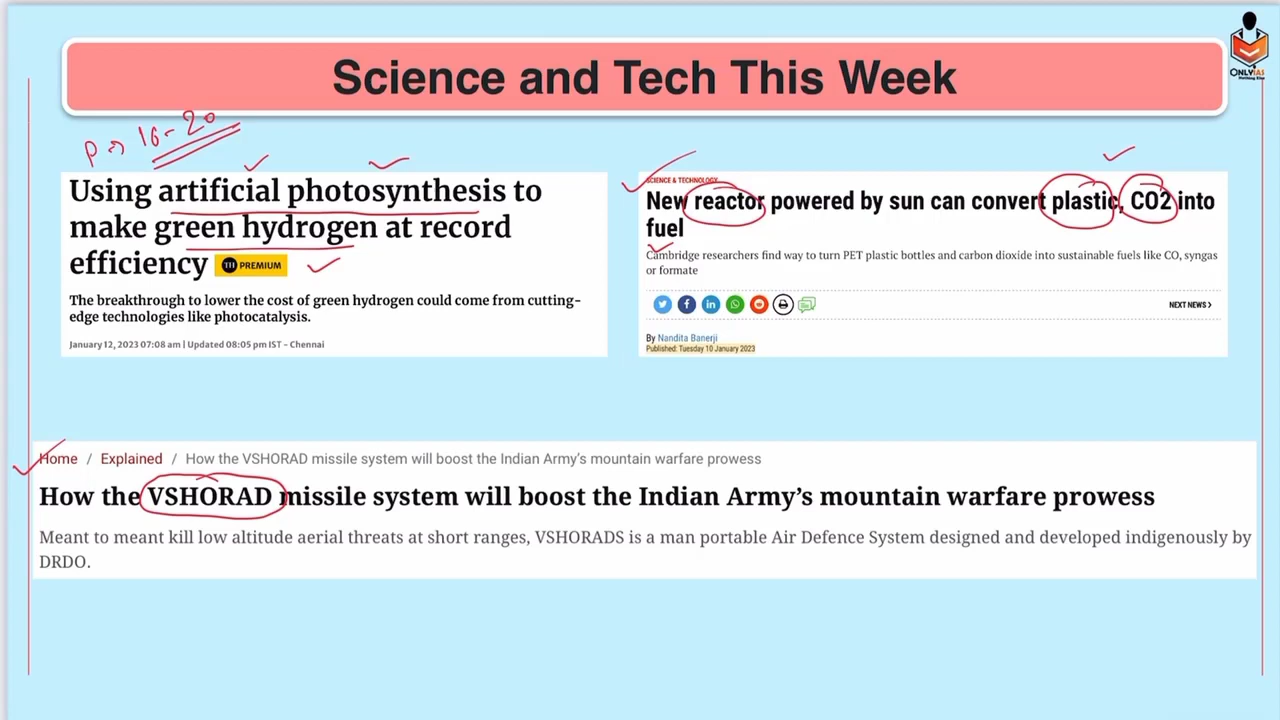 Science and Tech This Week
ONLYIAS
Nothing Else
P → 16-20
Using artificial photosynthesis to
make green hydrogen at record
efficiency TH PREMIUM
The breakthrough to lower the cost of green hydrogen could come from cutting-
edge technologies like photocatalysis.
January 12, 2023 07:08 am | Updated 08:05 pm IST - Chennai
SCIENCE & TECHNOLOGY
New reactor powered by sun can convert plastic, CO2 into
fuel
Cambridge researchers find way to turn PET plastic bottles and carbon dioxide into sustainable fuels like CO, syngas
or formate
NEXT NEWS ❯
By Nandita Banerji
Published: Tuesday 10 January 2023
Home / Explained / How the VSHORAD missile system will boost the Indian Army's mountain warfare prowess
How the VSHORAD missile system will boost the Indian Army's mountain warfare prowess
Meant to meant kill low altitude aerial threats at short ranges, VSHORADS is a man portable Air Defence System designed and developed indigenously by
DRDO.